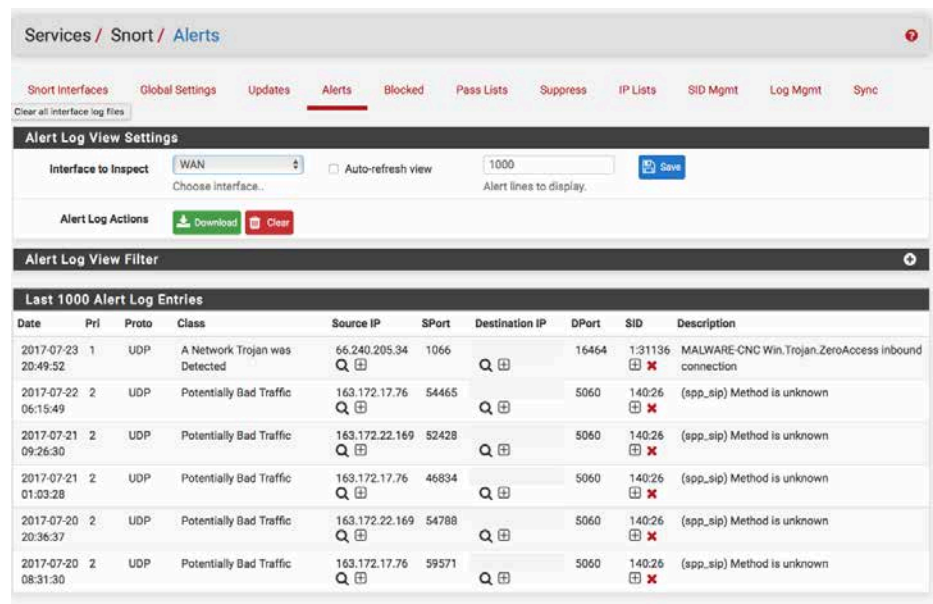 Services / Snort / Alerts
Snort Interfaces Global Settings Updates Alerts Blocked Pass Lists Suppress IP Lists SID Mgmt Log Mgmt Sync
Clear all interface log files
Alert Log View Settings
Interface to Inspect WAN Auto-refresh view 1000 Save
Choose interface.. Alert lines to display.
Alert Log Actions Download Clear
Alert Log View Filter
Last 1000 Alert Log Entries
Date Pri Proto Class Source IP SPort Destination IP DPort SID Description
2017-07-23 1 UDP A Network Trojan was 66.240.205.34 1066 16464 1:31136 MALWARE-CNC Win.Trojan.ZeroAccess inbound
20:49:52 Detected connection
2017-07-22 2 UDP Potentially Bad Traffic 163.172.17.76 54465 5060 140:26 (spp_sip) Method is unknown
06:15:49
2017-07-21 2 UDP Potentially Bad Traffic 163.172.22.169 52428 5060 140:26 (spp_sip) Method is unknown
09:26:30
2017-07-21 2 UDP Potentially Bad Traffic 163.172.17.76 46834 5060 140:26 (spp_sip) Method is unknown
01:03:28
2017-07-20 2 UDP Potentially Bad Traffic 163.172.22.169 54788 5060 140:26 (spp_sip) Method is unknown
20:36:37
2017-07-20 2 UDP Potentially Bad Traffic 163.172.17.76 59571 5060 140:26 (spp_sip) Method is unknown
08:31:30